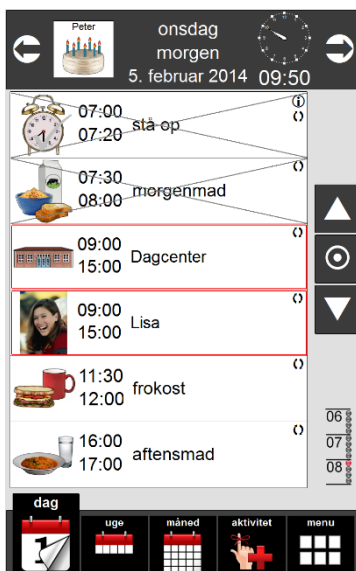 Peter
onsdag
morgen
5. februar 2014 09:50
07:00
07:20
stå op
07:30
08:00
morgenmad
09:00
15:00
Dagcenter
09:00
15:00
Lisa
11:30
12:00
frokost
16:00
17:00
aftensmad
06
07
08
dag
uge
måned
aktivitet
menu